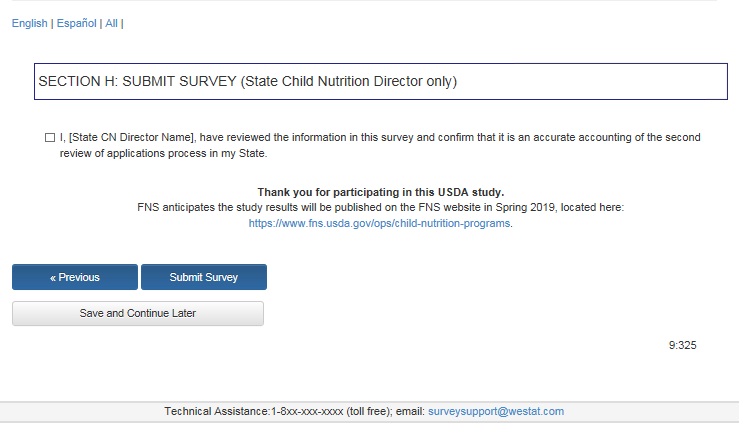 English | Español | All |
SECTION H: SUBMIT SURVEY (State Child Nutrition Director only)
I, [State CN Director Name], have reviewed the information in this survey and confirm that it is an accurate accounting of the second
review of applications process in my State.
Thank you for participating in this USDA study.
FNS anticipates the study results will be published on the FNS website in Spring 2019, located here:
https://www.fns.usda.gov/ops/child-nutrition-programs.
« Previous
Submit Survey
Save and Continue Later
9:325
Technical Assistance:1-8xx-xxx-xxxx (toll free); email: surveysupport@westat.com